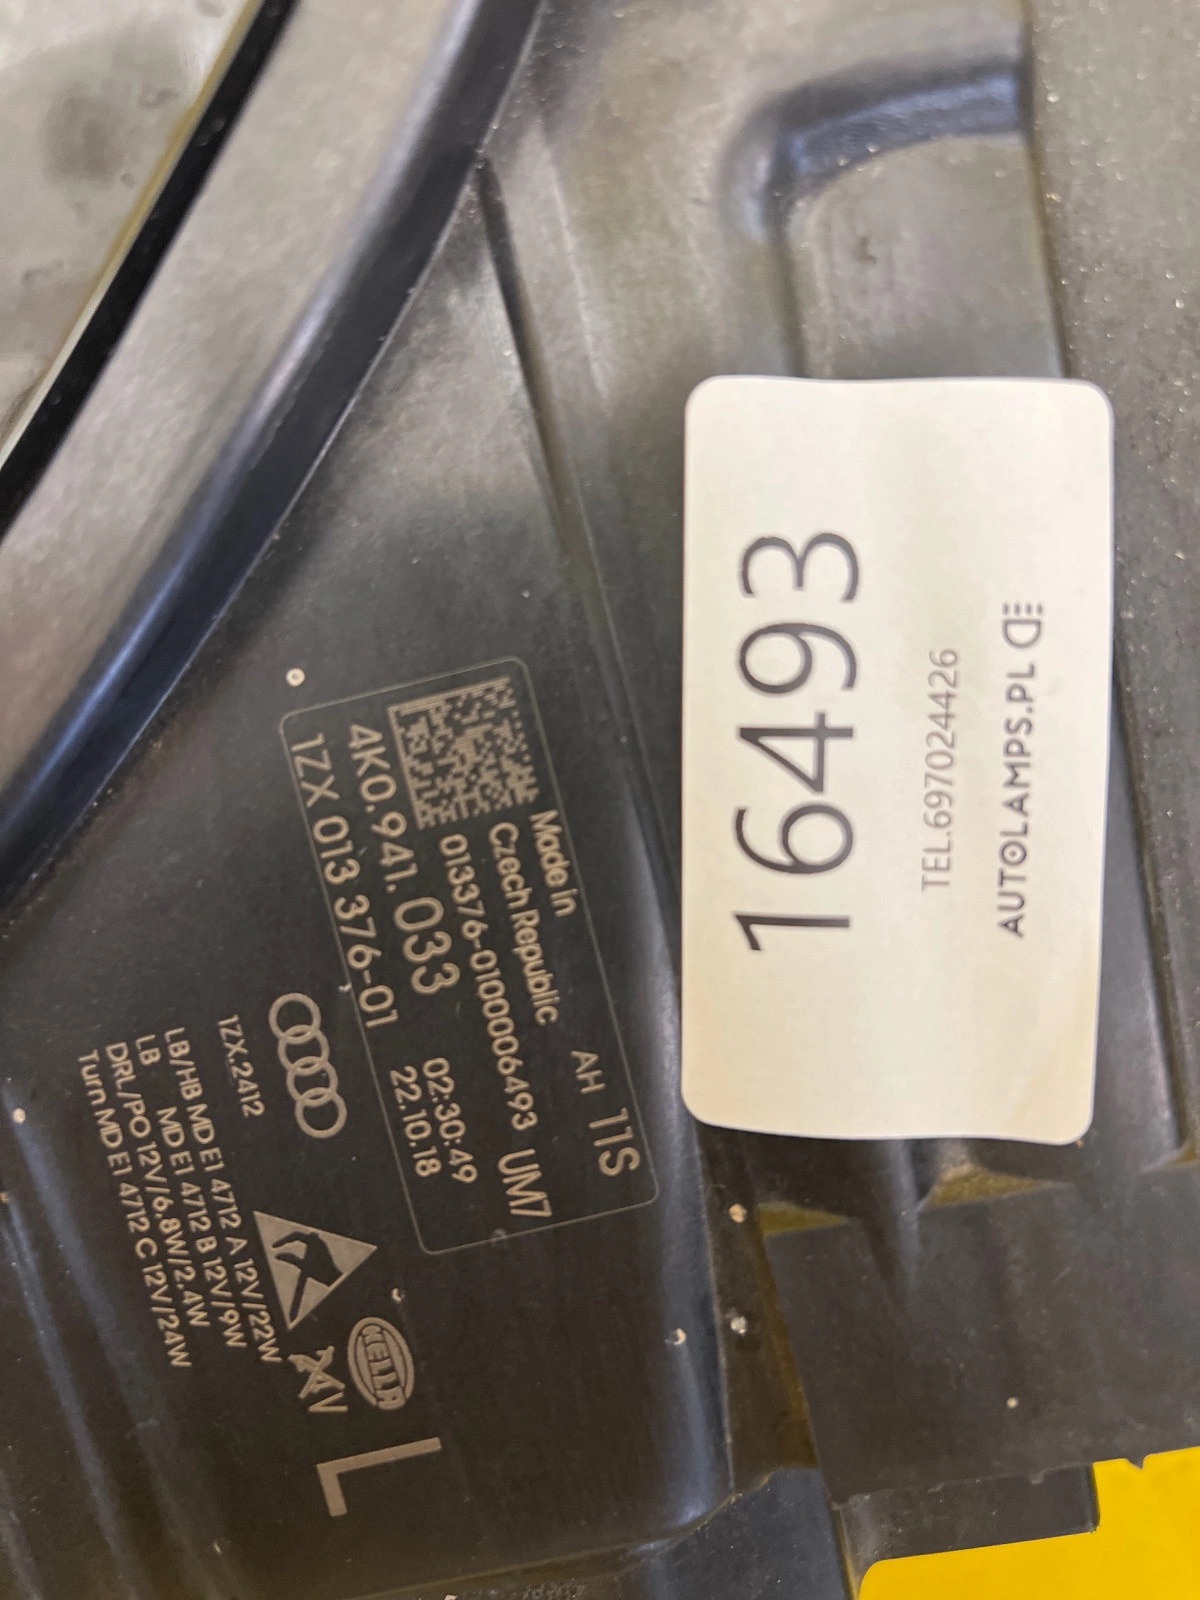 16493
TEL.697024426
AUTOLAMPS.PL
Made in
Czech Republic
AH 11S
013376-0100006493 UM7
4K0.941.033
02:30:49
1ZX 013 376-01
22.10.18
1ZX.2412
LB/HB MD E1 4712 A 12V/22W
LB MD E1 4712 B 12V/9W
DRL/PO 12V/6.8W/2.4W
Turn MD E1 4712 C 12V/24W
HELLA
24V
L